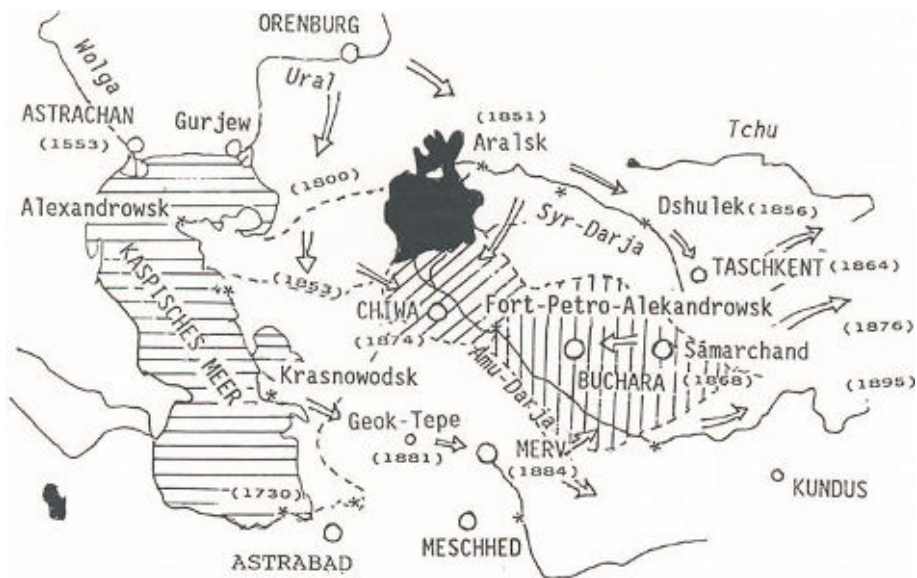 ORENBURG
Wolga
Ural
ASTRACHAN
(1553)
Gurjew
(1851)
Aralsk
Tchu
(1800)
Alexandrowsk
Syr-Darja
Dshulek (1856)
KASPISCHES MEER
(1853)
TASCHKENT (1864)
CHIWA
(1874)
Fort-Petro-Alekandrowsk
(1876)
Samarchand
BUCHARA (1868)
(1895)
Krasnowodsk
Amu-Darja
Geok-Tepe
(1881)
MERV
(1884)
KUNDUS
(1730)
ASTRABAD
MESCHHED